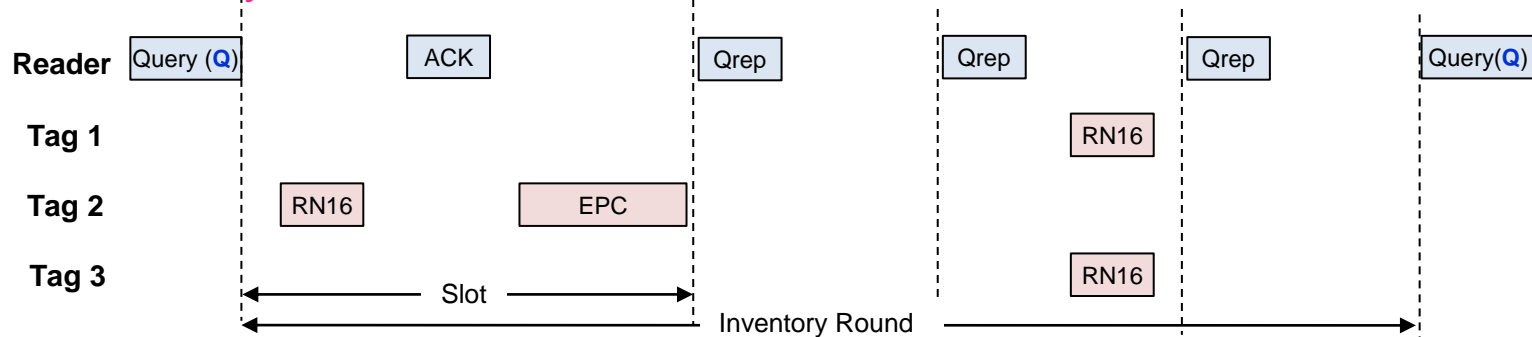 Reader Query (Q) ACK Qrep Qrep Qrep Query(Q)
Tag 1 RN16
Tag 2 RN16 EPC
Tag 3 RN16
Slot
Inventory Round